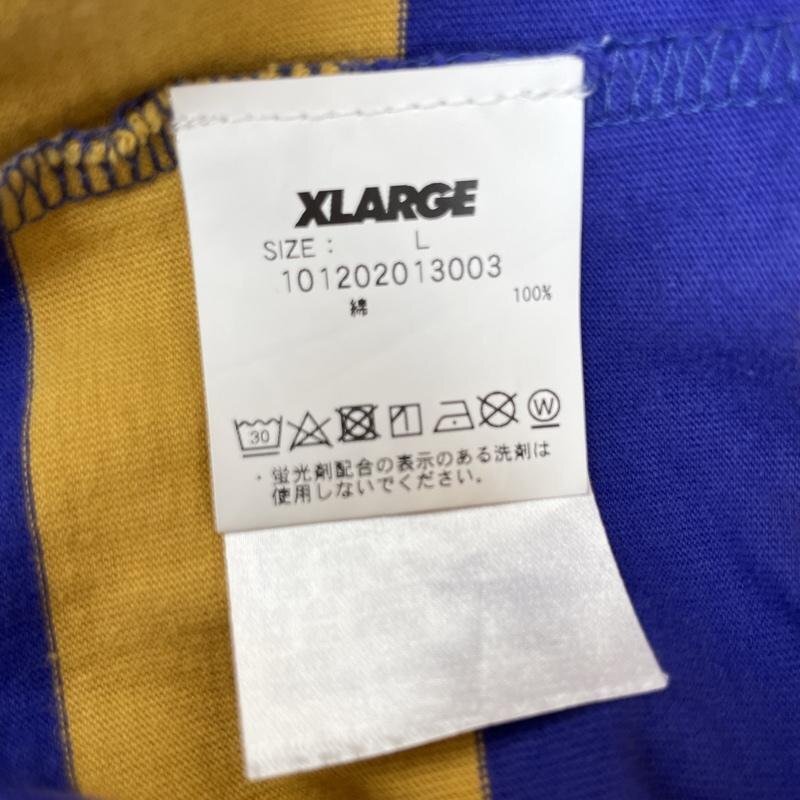 XLARGE
SIZE : L
101202013003
綿 100%
30 W
・蛍光剤配合の表示のある洗剤は
使用しないでください。